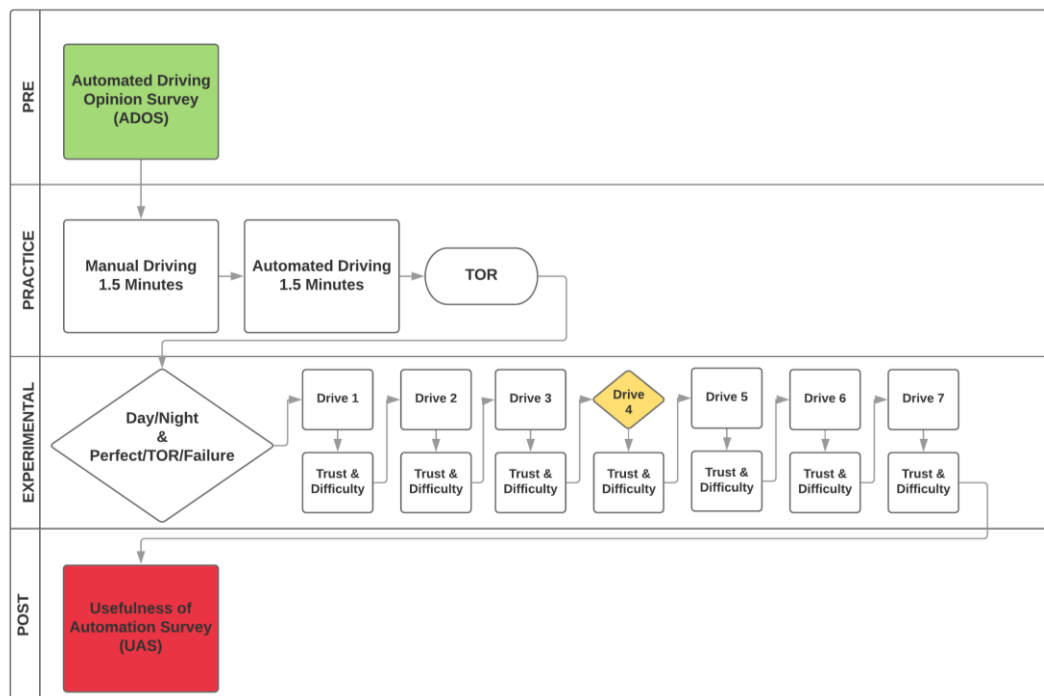 PRE
Automated Driving
Opinion Survey
(ADOS)
PRACTICE
Manual Driving
1.5 Minutes
Automated Driving
1.5 Minutes
TOR
EXPERIMENTAL
Day/Night
&
Perfect/TOR/Failure
Drive 1
Drive 2
Drive 3
Drive
4
Drive 5
Drive 6
Drive 7
Trust &
Difficulty
Trust &
Difficulty
Trust &
Difficulty
Trust &
Difficulty
Trust &
Difficulty
Trust &
Difficulty
Trust &
Difficulty
POST
Usefulness of
Automation Survey
(UAS)